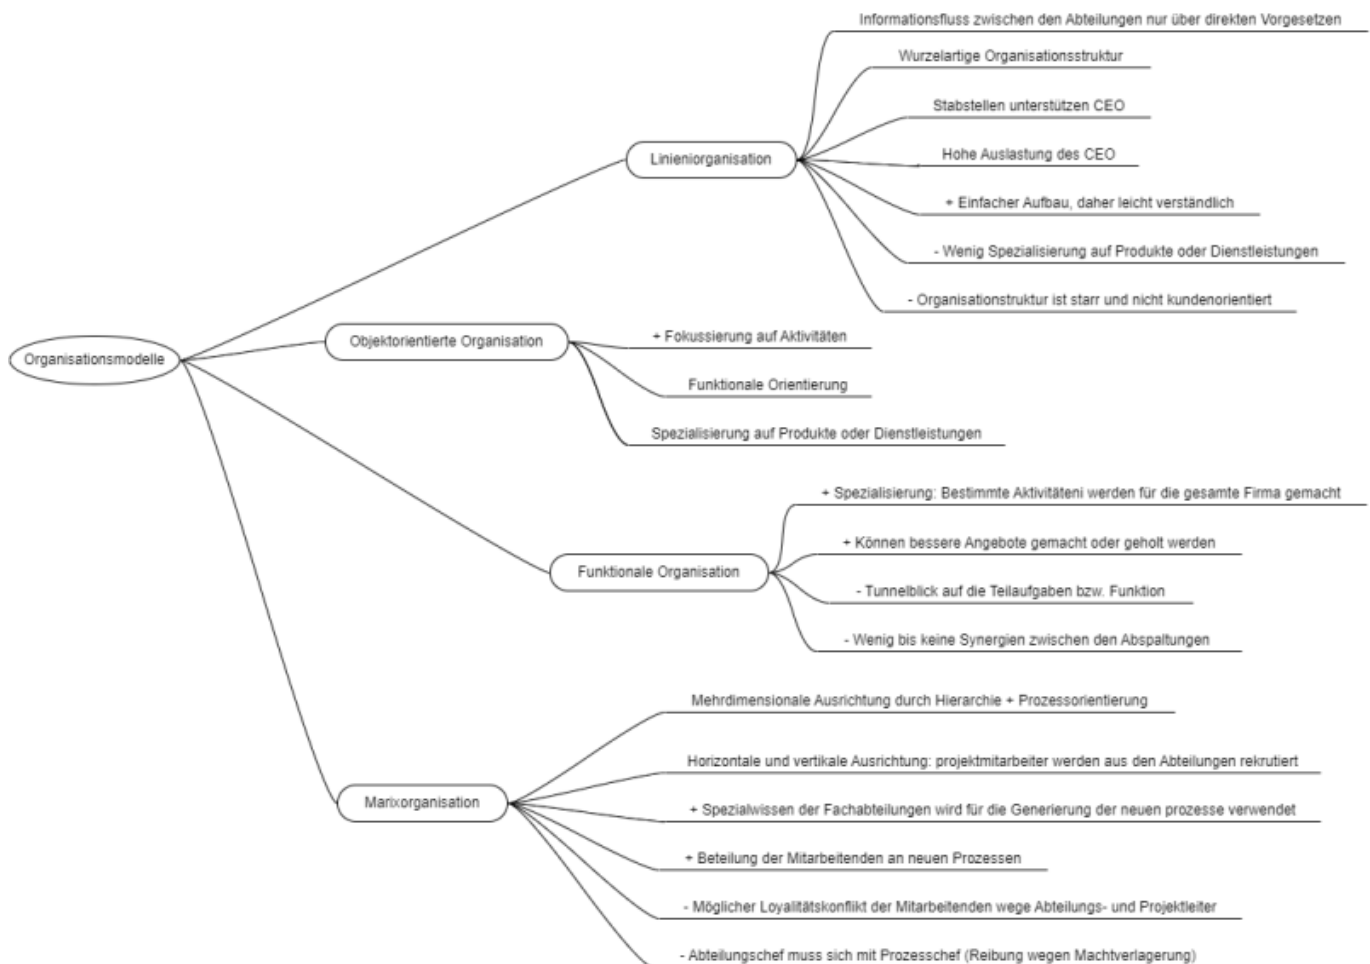 Organisationsmodelle
Linieniorganisation
Informationsfluss zwischen den Abteilungen nur über direkten Vorgesetzen
Wurzelartige Organisationsstruktur
Stabstellen unterstützen CEO
Hohe Auslastung des CEO
+ Einfacher Aufbau, daher leicht verständlich
- Wenig Spezialisierung auf Produkte oder Dienstleistungen
- Organisationstruktur ist starr und nicht kundenorientiert
Objektorientierte Organisation
+ Fokussierung auf Aktivitäten
Funktionale Orientierung
Spezialisierung auf Produkte oder Dienstleistungen
Funktionale Organisation
+ Spezialisierung: Bestimmte Aktivitäteni werden für die gesamte Firma gemacht
+ Können bessere Angebote gemacht oder geholt werden
- Tunnelblick auf die Teilaufgaben bzw. Funktion
- Wenig bis keine Synergien zwischen den Abspaltungen
Marixorganisation
Mehrdimensionale Ausrichtung durch Hierarchie + Prozessorientierung
Horizontale und vertikale Ausrichtung: projektmitarbeiter werden aus den Abteilungen rekrutiert
+ Spezialwissen der Fachabteilungen wird für die Generierung der neuen prozesse verwendet
+ Beteilung der Mitarbeitenden an neuen Prozessen
- Möglicher Loyalitätskonflikt der Mitarbeitenden wege Abteilungs- und Projektleiter
- Abteilungschef muss sich mit Prozesschef (Reibung wegen Machtverlagerung)